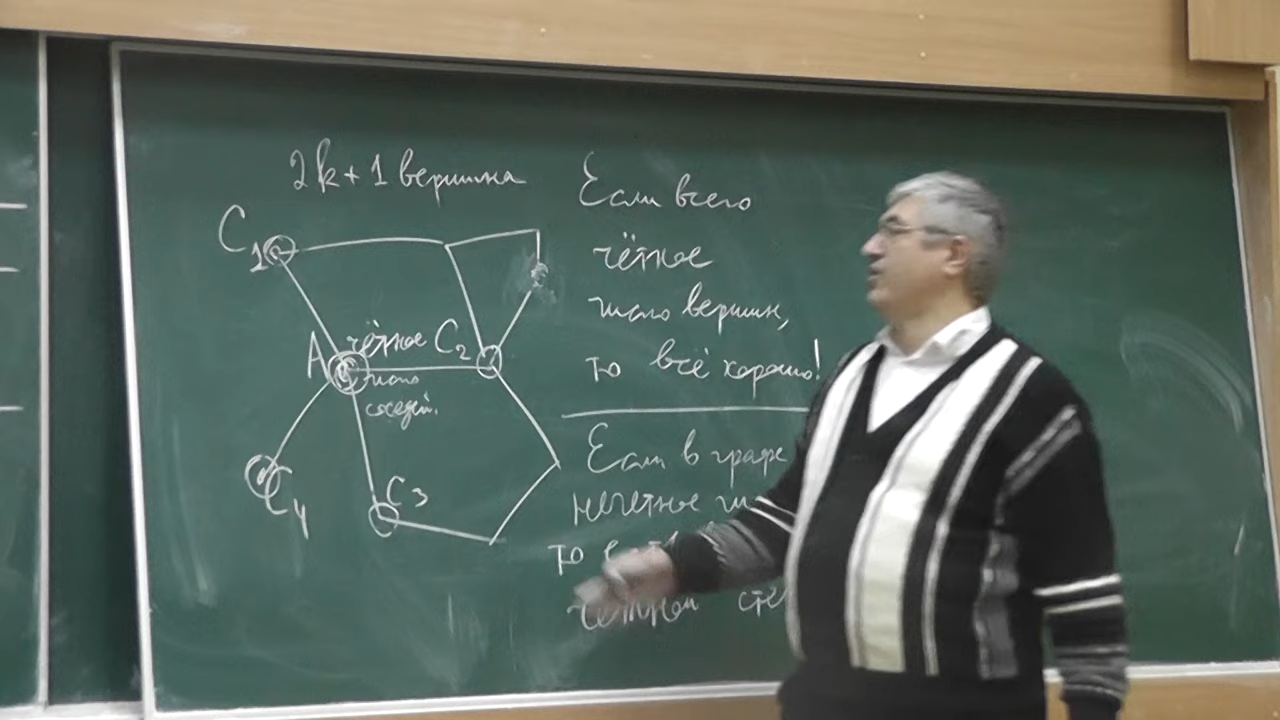 2k+1 вершина
C1
A
чётное
число
соседей.
C2
C3
C4
Если всего
чётное
число вершин,
то всё хорошо!
Если в графе
нечётное
то
чётной